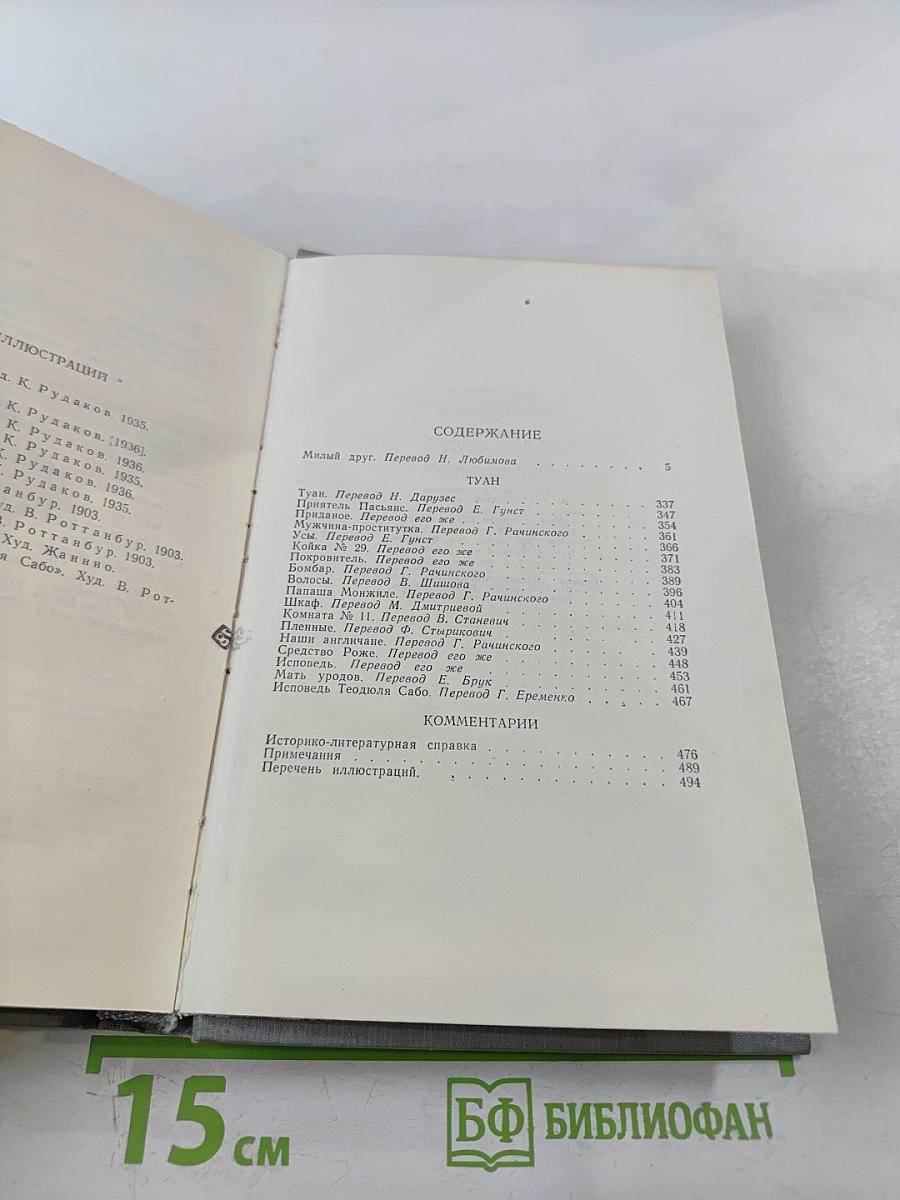 ЛЛЮСТРАЦИЙ
д. К. Рудаков. 1935.
К. Рудаков. [1936].
К. Рудаков. 1936.
К. Рудаков. 1935.
К. Рудаков. 1936.
К. Рудаков. 1935.
танбур. 1903.
уд. В. Роттанбур. 1903.
В. Роттанбур. 1903.
Худ. Жаннио.
я Сабо». Худ. В. Рот-
СОДЕРЖАНИЕ
Милый друг. Перевод Н. Любимова . . . . . . . . 5
ТУАН
Туан. Перевод Н. Дарузес . . . . . . . . . . 337
Приятель Пасьянс. Перевод Е. Гунст . . . . . . . 347
Приданое. Перевод его же . . . . . . . . . . 354
Мужчина-проститутка. Перевод Г. Рачинского . . . . . 361
Усы. Перевод Е. Гунст . . . . . . . . . . . 366
Койка № 29. Перевод его же . . . . . . . . . 371
Покровитель. Перевод его же . . . . . . . . . 383
Бомбар. Перевод Г. Рачинского . . . . . . . . . 389
Волосы. Перевод В. Шишова . . . . . . . . . . 396
Папаша Монжиле. Перевод Г. Рачинского . . . . . . 404
Шкаф. Перевод М. Дмитриевой . . . . . . . . . 411
Комната № 11. Перевод В. Станевич . . . . . . . . 418
Пленные. Перевод Ф. Стырикович . . . . . . . . . 427
Наши англичане. Перевод Г. Рачинского . . . . . . . 439
Средство Роже. Перевод его же . . . . . . . . . 448
Исповедь. Перевод его же . . . . . . . . . . 453
Мать уродов. Перевод Е. Брук . . . . . . . . . 461
Исповедь Теодюля Сабо. Перевод Г. Еременко . . . . . 467
КОММЕНТАРИИ
Историко-литературная справка . . . . . . . . . . 476
Примечания . . . . . . . . . . . . . . . . 489
Перечень иллюстраций. . . . . . . . . . . . . 494
15 см
БФ БИБЛИОФАН